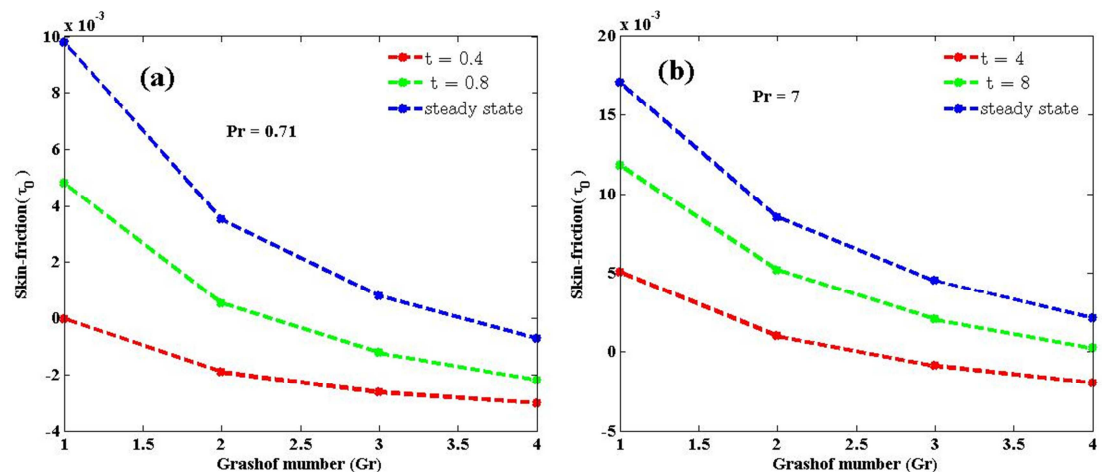 x 10⁻³
10
8
6
4
2
0
-2
-4
Skin-friction(τ₀)
1
1.5
2
2.5
3
3.5
4
Grashof mumber (Gr)
(a)
Pr = 0.71
t = 0.4
t = 0.8
steady state
x 10⁻³
20
15
10
5
0
-5
Skin-friction(τ₀)
1
1.5
2
2.5
3
3.5
4
Grashof mumber (Gr)
(b)
Pr = 7
t = 4
t = 8
steady state